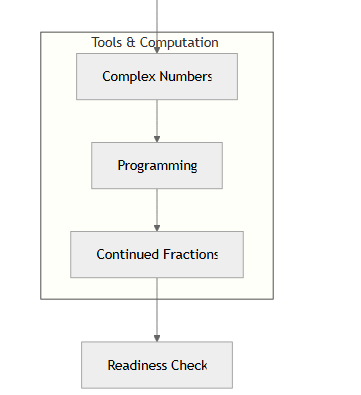 Tools & Computation
Complex Numbers
Programming
Continued Fractions
Readiness Check